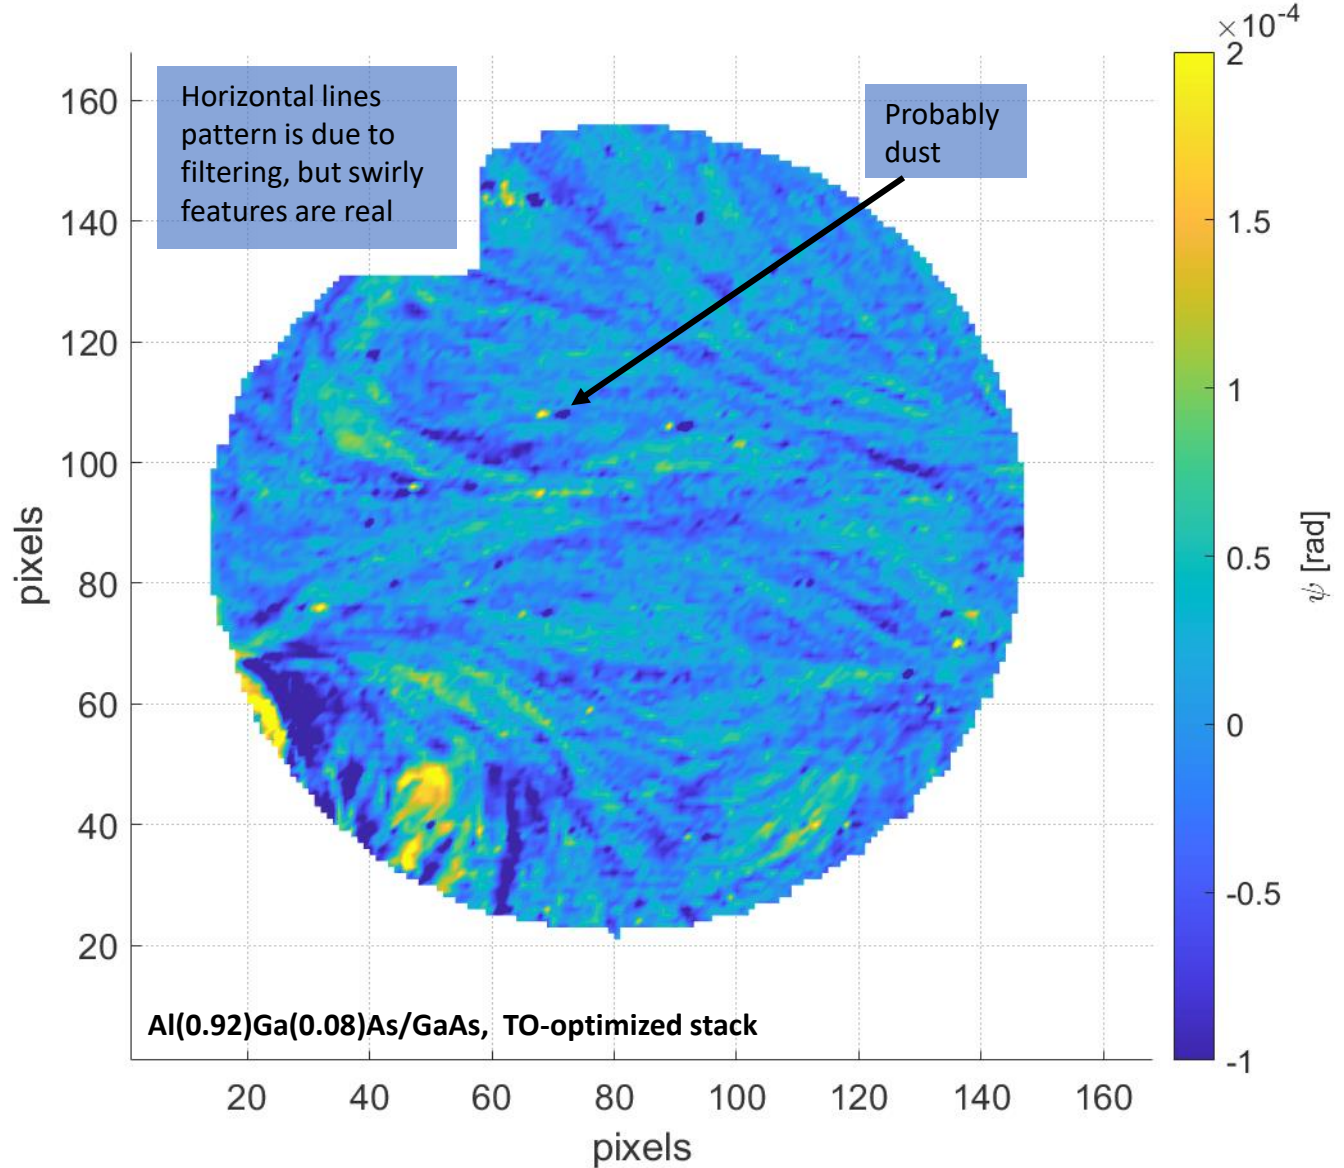 ×10⁻⁴
Horizontal lines
pattern is due to
filtering, but swirly
features are real
Probably
dust
160
140
120
100
80
60
40
20
pixels
2
1.5
1
0.5
0
-0.5
-1
ψ [rad]
Al(0.92)Ga(0.08)As/GaAs, TO-optimized stack
20 40 60 80 100 120 140 160
pixels